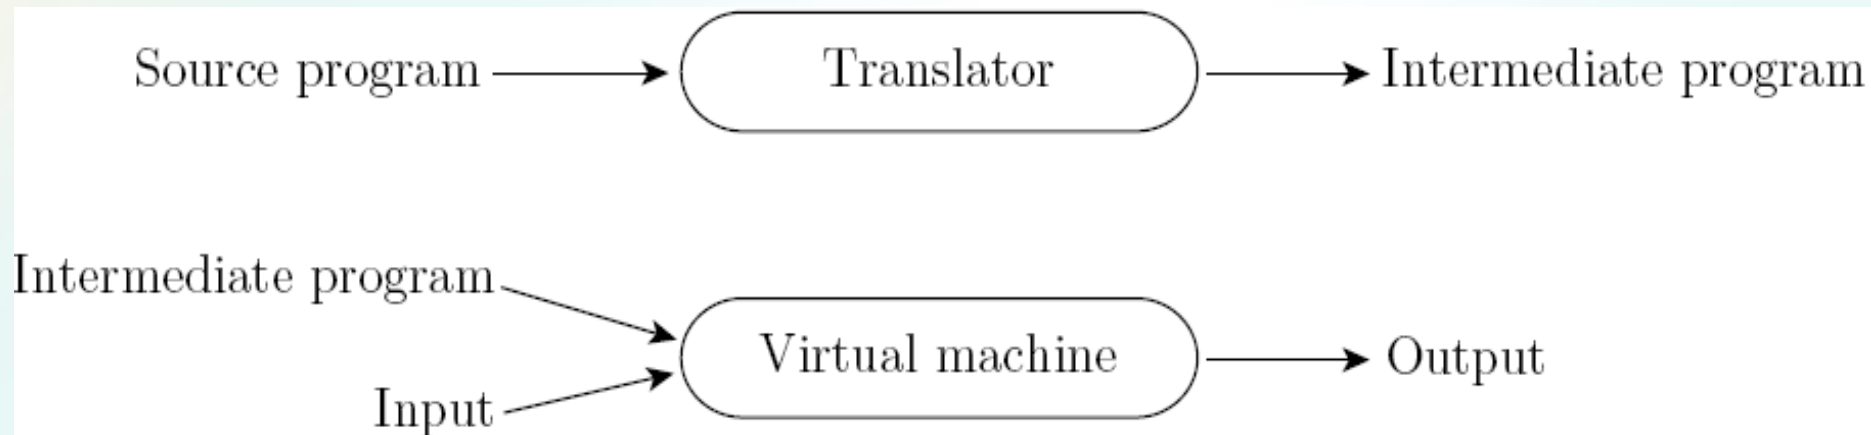 Source program
Translator
Intermediate program
Intermediate program
Virtual machine
Output
Input